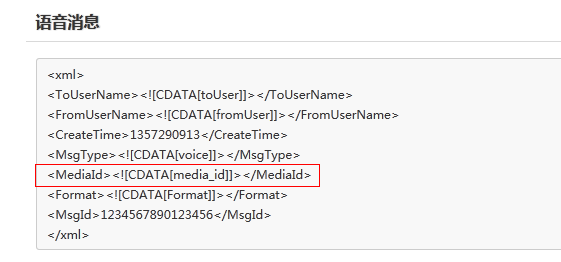 语音消息
<xml>
<ToUserName><![CDATA[toUser]]></ToUserName>
<FromUserName><![CDATA[fromUser]]></FromUserName>
<CreateTime>1357290913</CreateTime>
<MsgType><![CDATA[voice]]></MsgType>
<MediaId><![CDATA[media_id]]></MediaId>
<Format><![CDATA[Format]]></Format>
<MsgId>1234567890123456</MsgId>
</xml>